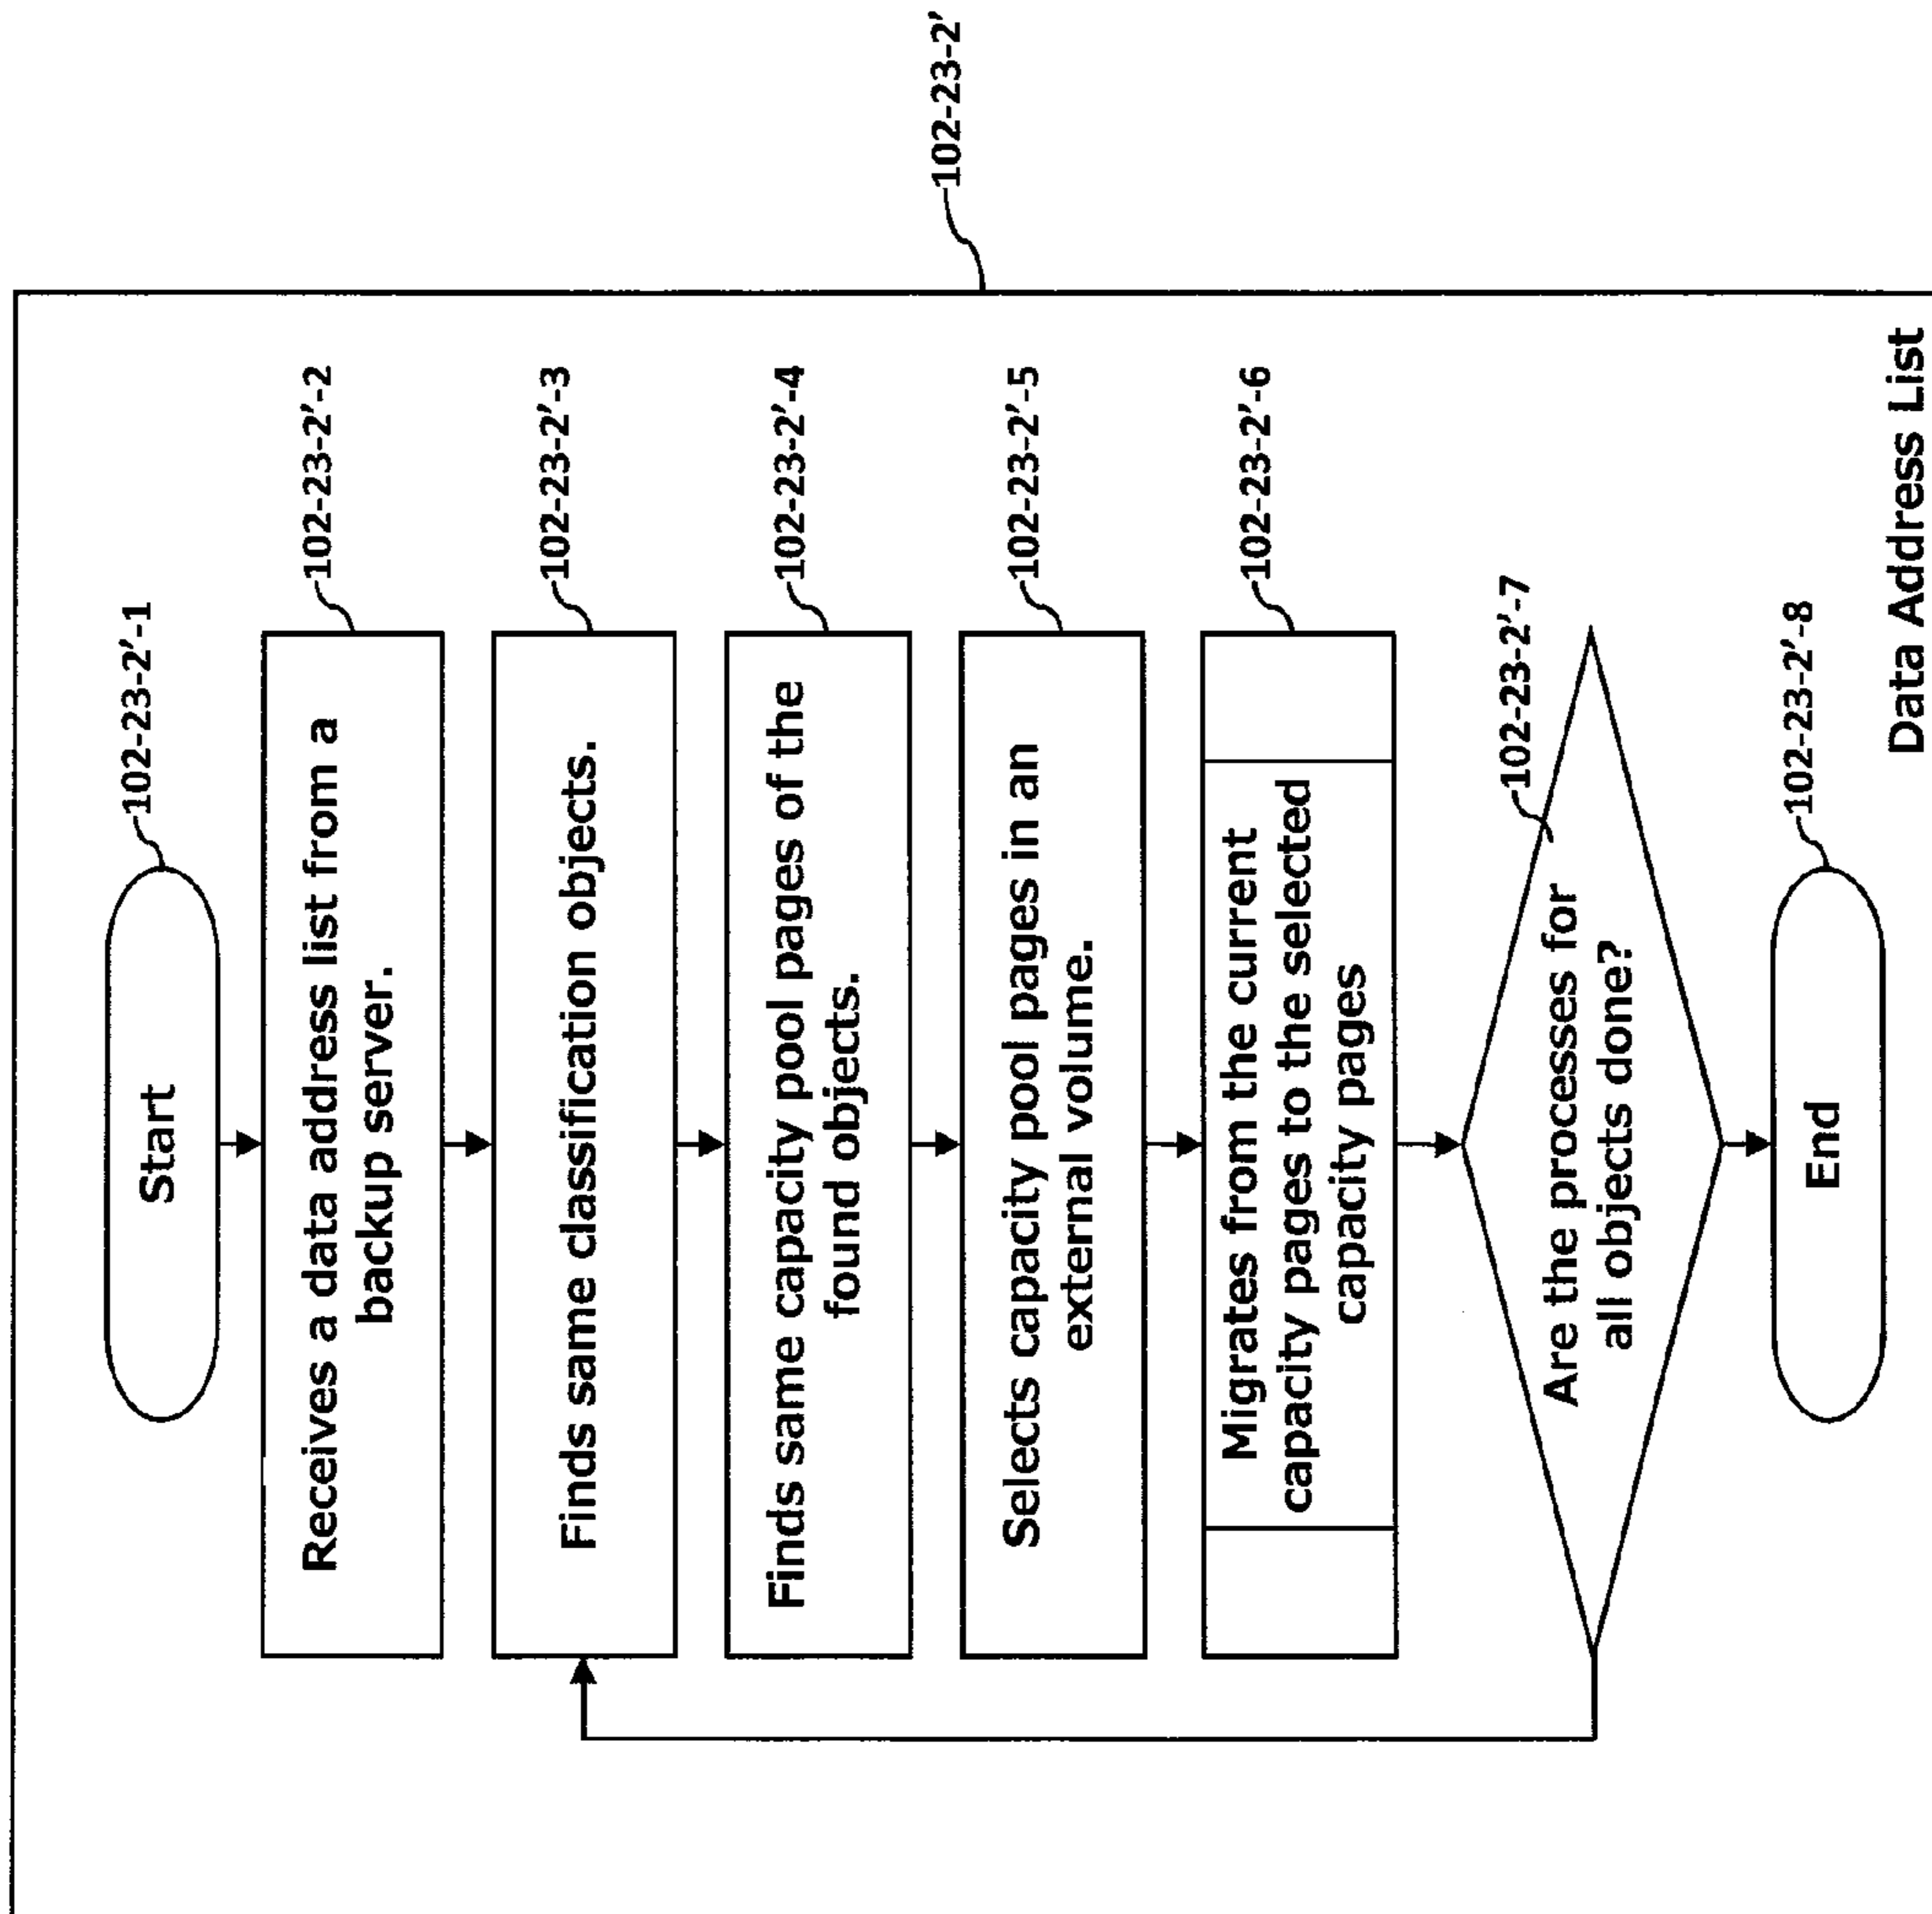 102-23-2'
102-23-2'-1
Start
102-23-2'-2
Receives a data address list from a
backup server.
102-23-2'-3
Finds same classification objects.
102-23-2'-4
Finds same capacity pool pages of the
found objects.
102-23-2'-5
Selects capacity pool pages in an
external volume.
102-23-2'-6
Migrates from the current
capacity pages to the selected
capacity pages
102-23-2'-7
Are the processes for
all objects done?
102-23-2'-8
End
Data Address List